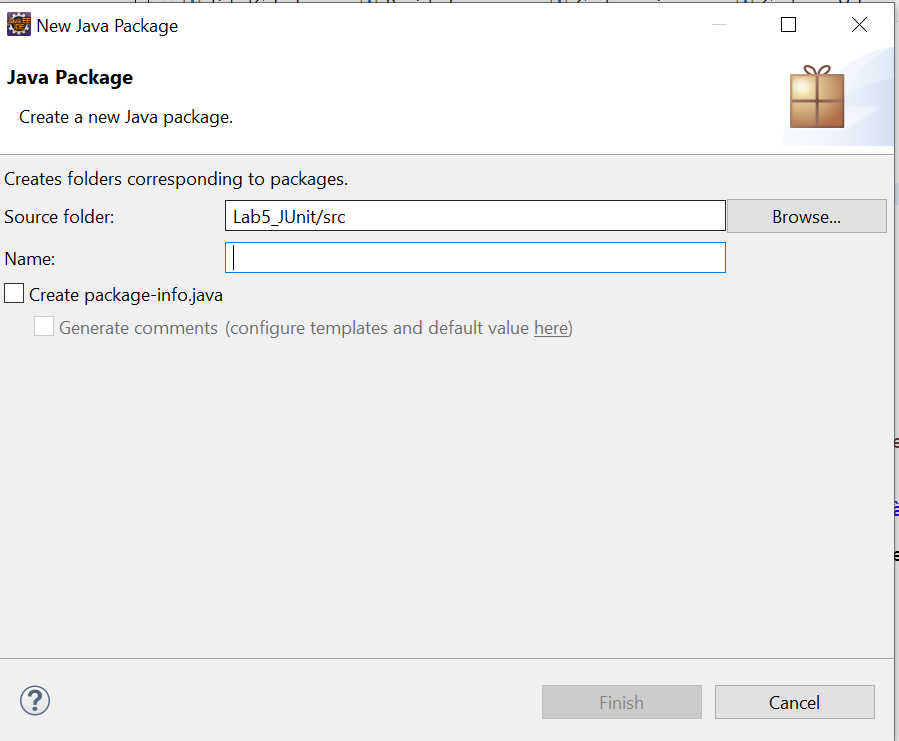 New Java Package
Java Package
Create a new Java package.
Creates folders corresponding to packages.
Source folder: Lab5_JUnit/src Browse...
Name:
Create package-info.java
Generate comments (configure templates and default value here)
? Finish Cancel